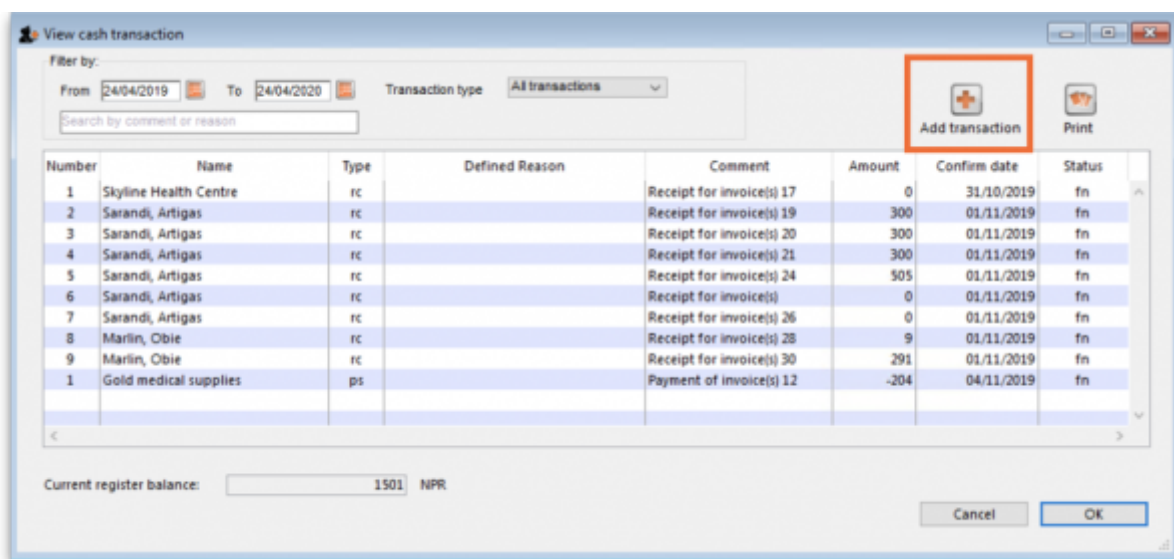 View cash transaction
Filter by:
From 24/04/2019 To 24/04/2020 Transaction type All transactions
Search by comment or reason
Add transaction Print
Number Name Type Defined Reason Comment Amount Confirm date Status
1 Skyline Health Centre rc Receipt for invoice(s) 17 0 31/10/2019 fn
2 Sarandi, Artigas rc Receipt for invoice(s) 19 300 01/11/2019 fn
3 Sarandi, Artigas rc Receipt for invoice(s) 20 300 01/11/2019 fn
4 Sarandi, Artigas rc Receipt for invoice(s) 21 300 01/11/2019 fn
5 Sarandi, Artigas rc Receipt for invoice(s) 24 505 01/11/2019 fn
6 Sarandi, Artigas rc Receipt for invoice(s) 0 01/11/2019 fn
7 Sarandi, Artigas rc Receipt for invoice(s) 26 0 01/11/2019 fn
8 Marlin, Obie rc Receipt for invoice(s) 28 9 01/11/2019 fn
9 Marlin, Obie rc Receipt for invoice(s) 30 291 01/11/2019 fn
1 Gold medical supplies ps Payment of invoice(s) 12 -204 04/11/2019 fn
Current register balance: 1501 NPR
Cancel OK